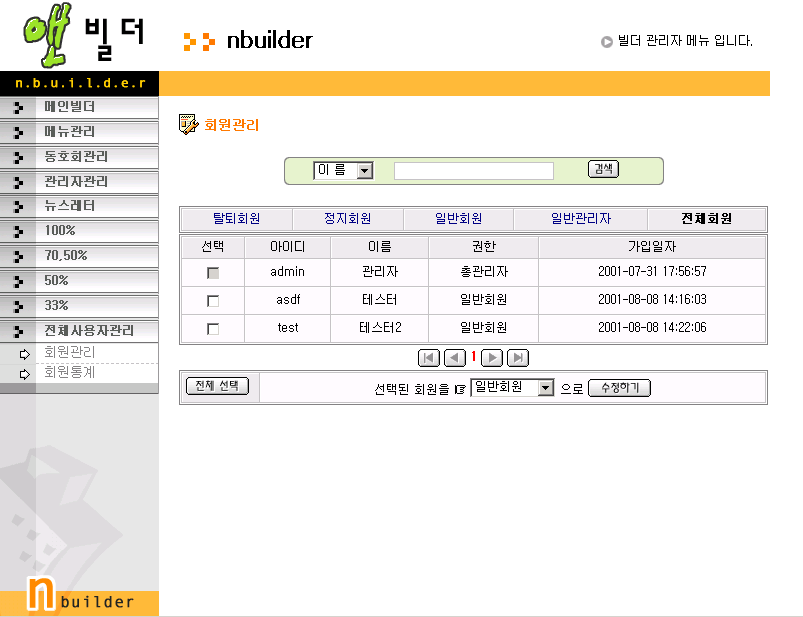 앤 빌더
nbuilder
빌더 관리자 메뉴 입니다.
n.b.u.i.l.d.e.r
메인빌더
메뉴관리
동호회관리
관리자관리
뉴스레터
100%
70,50%
50%
33%
전체사용자관리
회원관리
회원통계
회원관리
이 름 검색
탈퇴회원 정지회원 일반회원 일반관리자 전체회원
선택 아이디 이름 권한 가입일자
admin 관리자 총관리자 2001-07-31 17:56:57
asdf 테스터 일반회원 2001-08-08 14:16:03
test 테스터2 일반회원 2001-08-08 14:22:06
1
전체 선택 선택된 회원을 ☞ 일반회원 으로 수정하기
nbuilder